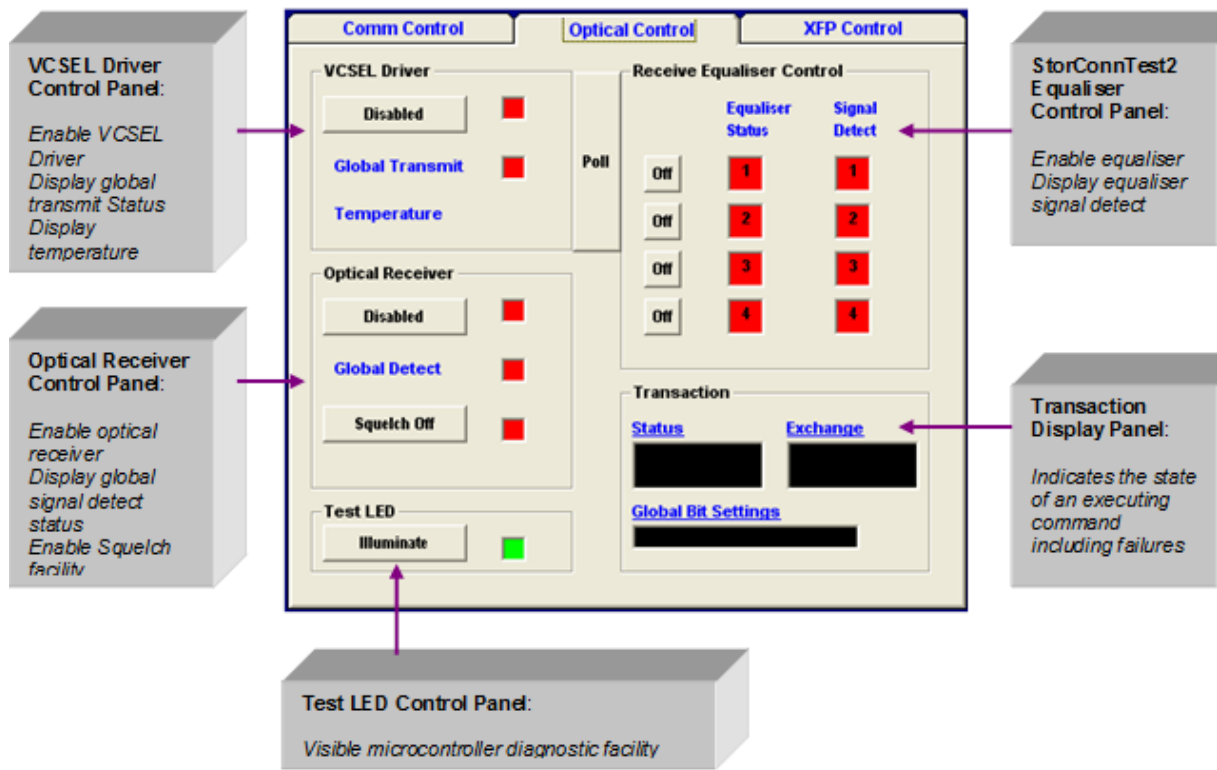 VCSEL Driver
Control Panel:
Enable VCSEL
Driver
Display global
transmit Status
Display
temperature
Optical Receiver
Control Panel:
Enable optical
receiver
Display global
signal detect
status
Enable Squelch
facility
Comm Control
Optical Control
XFP Control
VCSEL Driver
Disabled
Global Transmit
Temperature
Poll
Optical Receiver
Disabled
Global Detect
Squelch Off
Test LED
Illuminate
Receive Equaliser Control
Equaliser Signal
Status Detect
Off 1 1
Off 2 2
Off 3 3
Off 4 4
Transaction
Status Exchange
Global Bit Settings
StorConnTest2
Equaliser
Control Panel:
Enable equaliser
Display equaliser
signal detect
Transaction
Display Panel:
Indicates the state
of an executing
command
including failures
Test LED Control Panel:
Visible microcontroller diagnostic facility